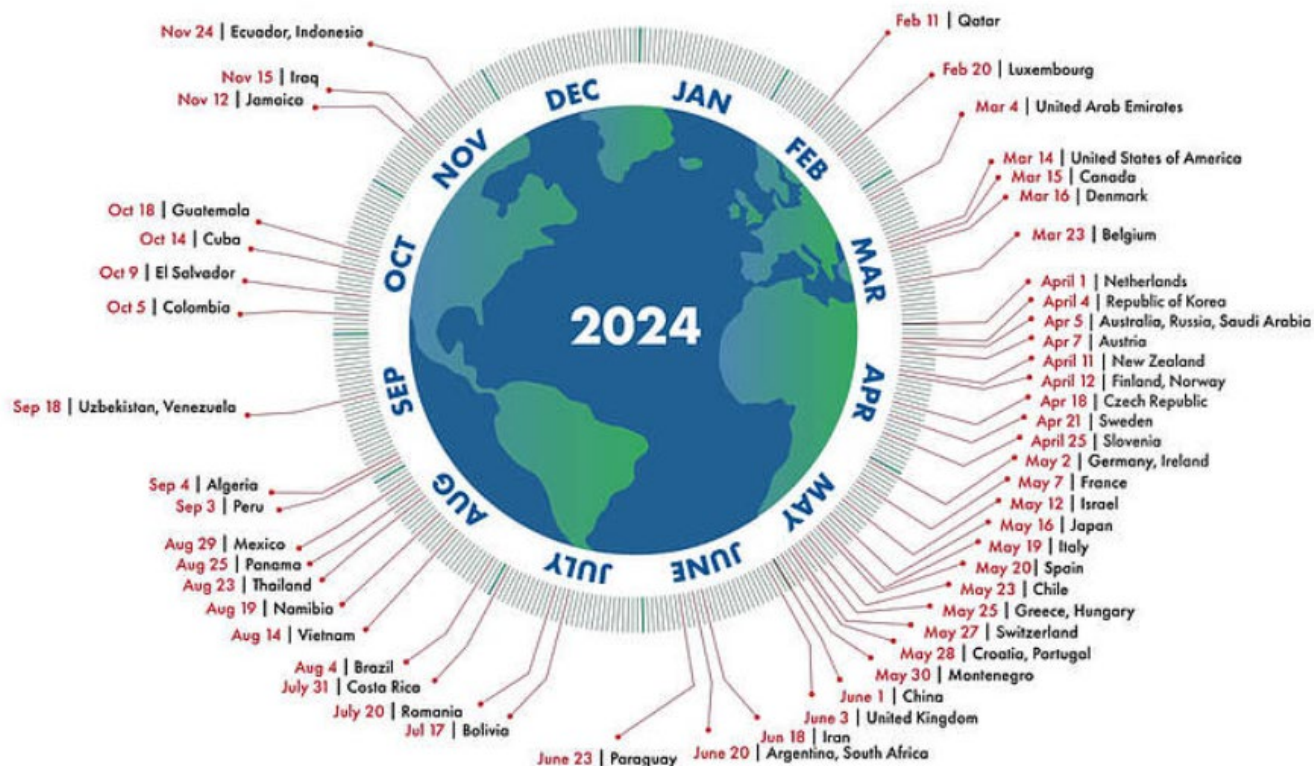 Nov 24 | Ecuador, Indonesia
Nov 15 | Iraq
Nov 12 | Jamaica
Oct 18 | Guatemala
Oct 14 | Cuba
Oct 9 | El Salvador
Oct 5 | Colombia
Sep 18 | Uzbekistan, Venezuela
Sep 4 | Algeria
Sep 3 | Peru
Aug 29 | Mexico
Aug 25 | Panama
Aug 23 | Thailand
Aug 19 | Namibia
Aug 14 | Vietnam
Aug 4 | Brazil
July 31 | Costa Rica
July 20 | Romania
Jul 17 | Bolivia
DEC
JAN
NOV
FEB
OCT
MAR
2024
SEP
APR
AUG
MAY
JULY
JUNE
Feb 11 | Qatar
Feb 20 | Luxembourg
Mar 4 | United Arab Emirates
Mar 14 | United States of America
Mar 15 | Canada
Mar 16 | Denmark
Mar 23 | Belgium
April 1 | Netherlands
April 4 | Republic of Korea
Apr 5 | Australia, Russia, Saudi Arabia
Apr 7 | Austria
April 11 | New Zealand
April 12 | Finland, Norway
Apr 18 | Czech Republic
Apr 21 | Sweden
April 25 | Slovenia
May 2 | Germany, Ireland
May 7 | France
May 12 | Israel
May 16 | Japan
May 19 | Italy
May 20 | Spain
May 23 | Chile
May 25 | Greece, Hungary
May 27 | Switzerland
May 28 | Croatia, Portugal
May 30 | Montenegro
June 1 | China
June 3 | United Kingdom
Jun 18 | Iran
June 20 | Argentina, South Africa
June 23 | Paraguay